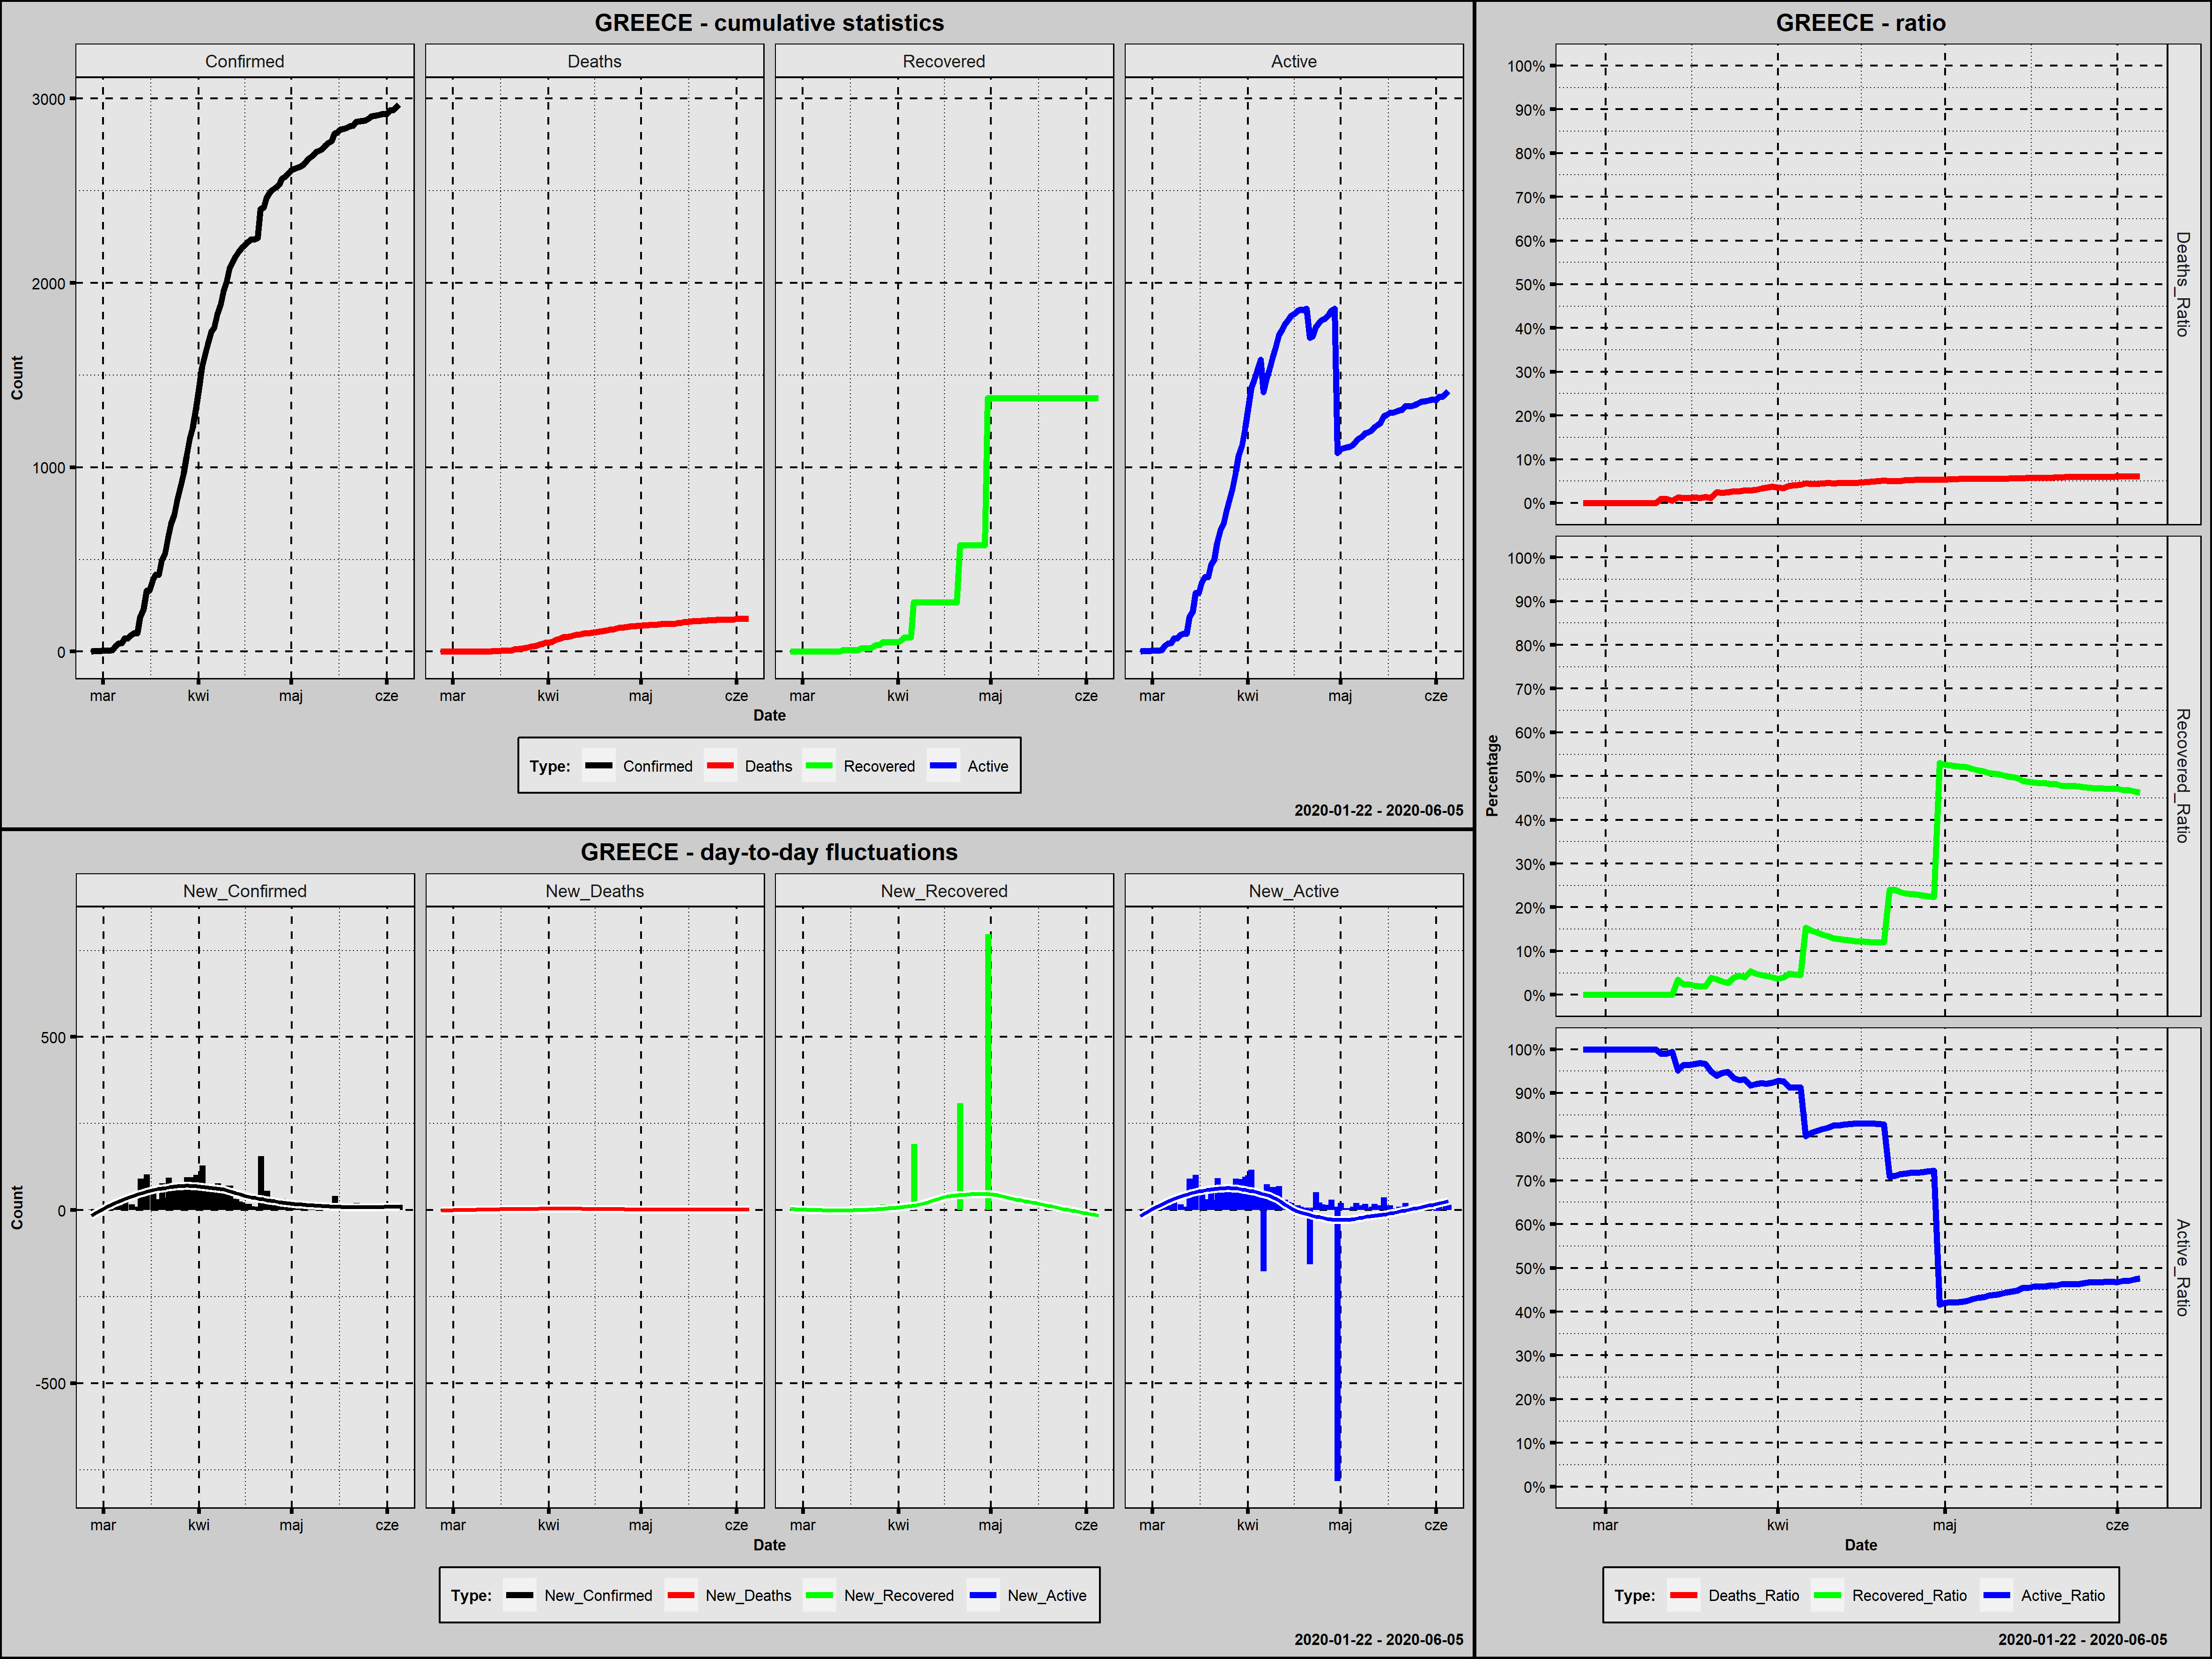 GREECE - cumulative statistics
Confirmed Deaths Recovered Active
3000
2000
1000
0
Count
mar kwi maj cze mar kwi maj cze mar kwi maj cze mar kwi maj cze
Date
Type: Confirmed Deaths Recovered Active
2020-01-22 - 2020-06-05
GREECE - day-to-day fluctuations
New_Confirmed New_Deaths New_Recovered New_Active
500
0
-500
Count
mar kwi maj cze mar kwi maj cze mar kwi maj cze mar kwi maj cze
Date
Type: New_Confirmed New_Deaths New_Recovered New_Active
2020-01-22 - 2020-06-05
GREECE - ratio
100%
90%
80%
70%
60%
50%
40%
30%
20%
10%
0%
Deaths_Ratio
100%
90%
80%
70%
60%
50%
40%
30%
20%
10%
0%
Recovered_Ratio
100%
90%
80%
70%
60%
50%
40%
30%
20%
10%
0%
Active_Ratio
Percentage
mar kwi maj cze
Date
Type: Deaths_Ratio Recovered_Ratio Active_Ratio
2020-01-22 - 2020-06-05